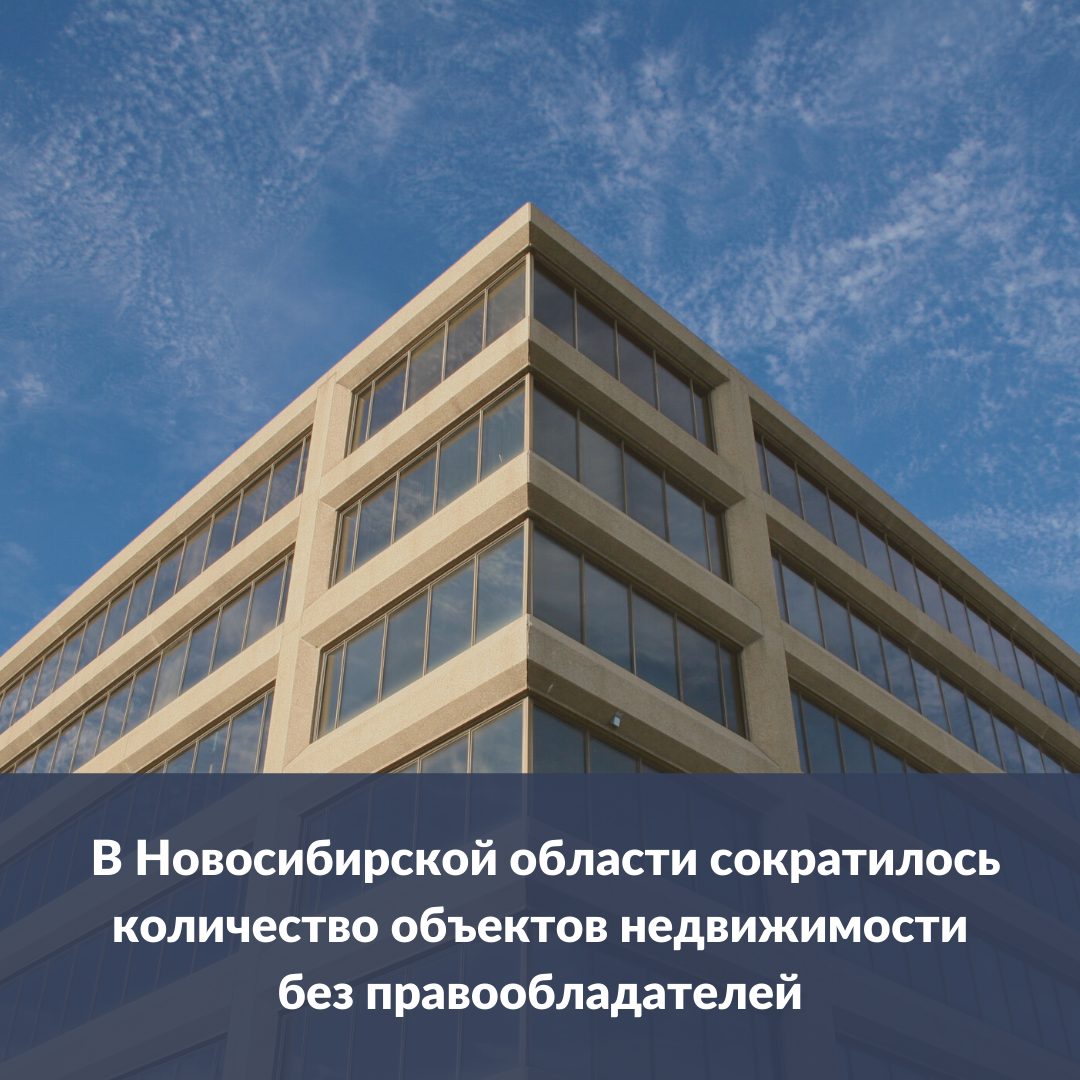 В Новосибирской области сократилось
количество объектов недвижимости
без правообладателей